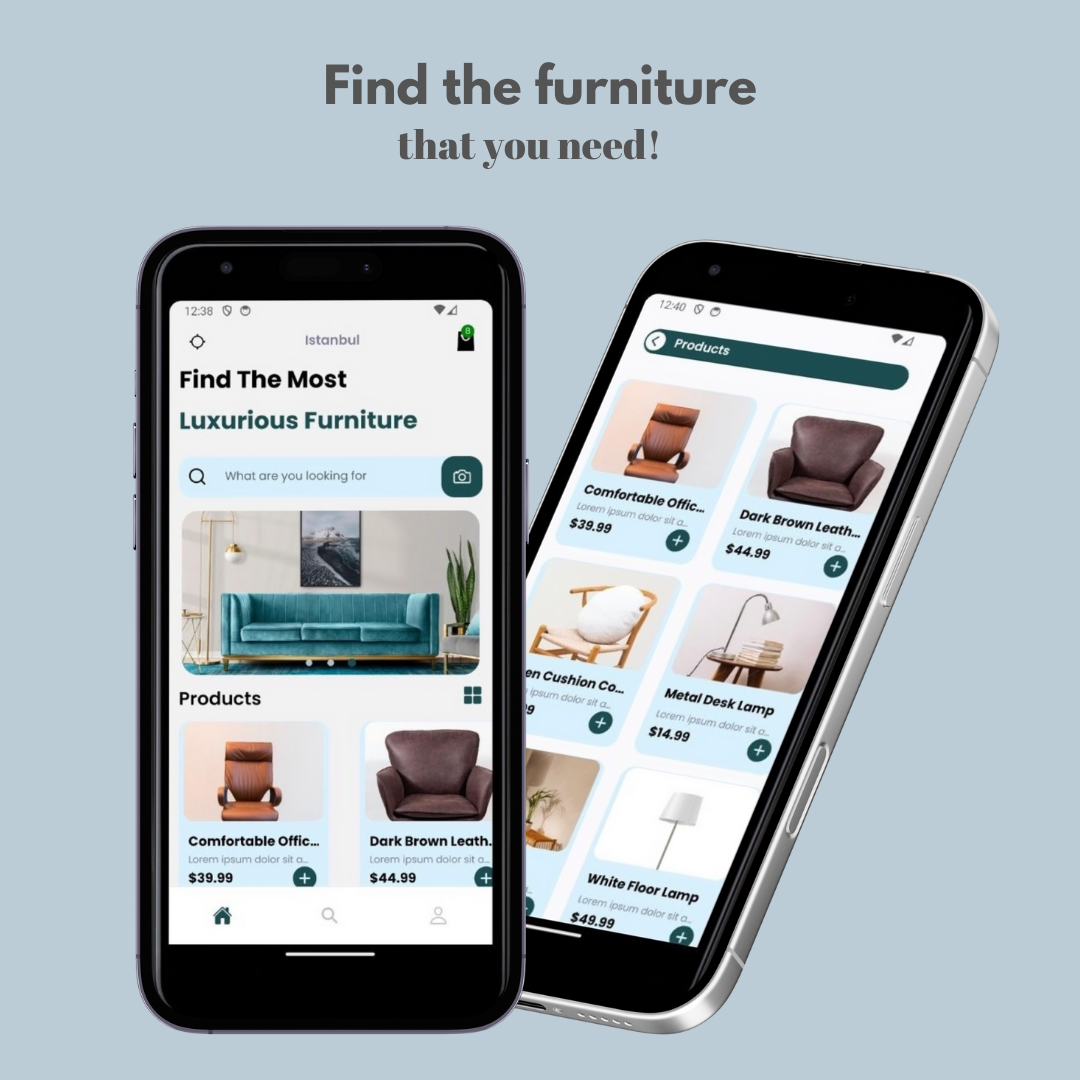 Find the furniture
that you need!
12:38
Istanbul
8
Find The Most
Luxurious Furniture
What are you looking for
Products
Comfortable Offic...
Lorem ipsum dolor sit a...
$39.99
Dark Brown Leath.
Lorem ipsum dolor sit a...
$44.99
12:40
Products
Comfortable Offic...
Lorem ipsum dolor sit a...
$39.99
Dark Brown Leath...
Lorem ipsum dolor sit a...
$44.99
en Cushion Co...
ipsum dolor sit a...
99
Metal Desk Lamp
Lorem ipsum dolor sit a...
$14.99
White Floor Lamp
Lorem ipsum dolor sit a...
$49.99